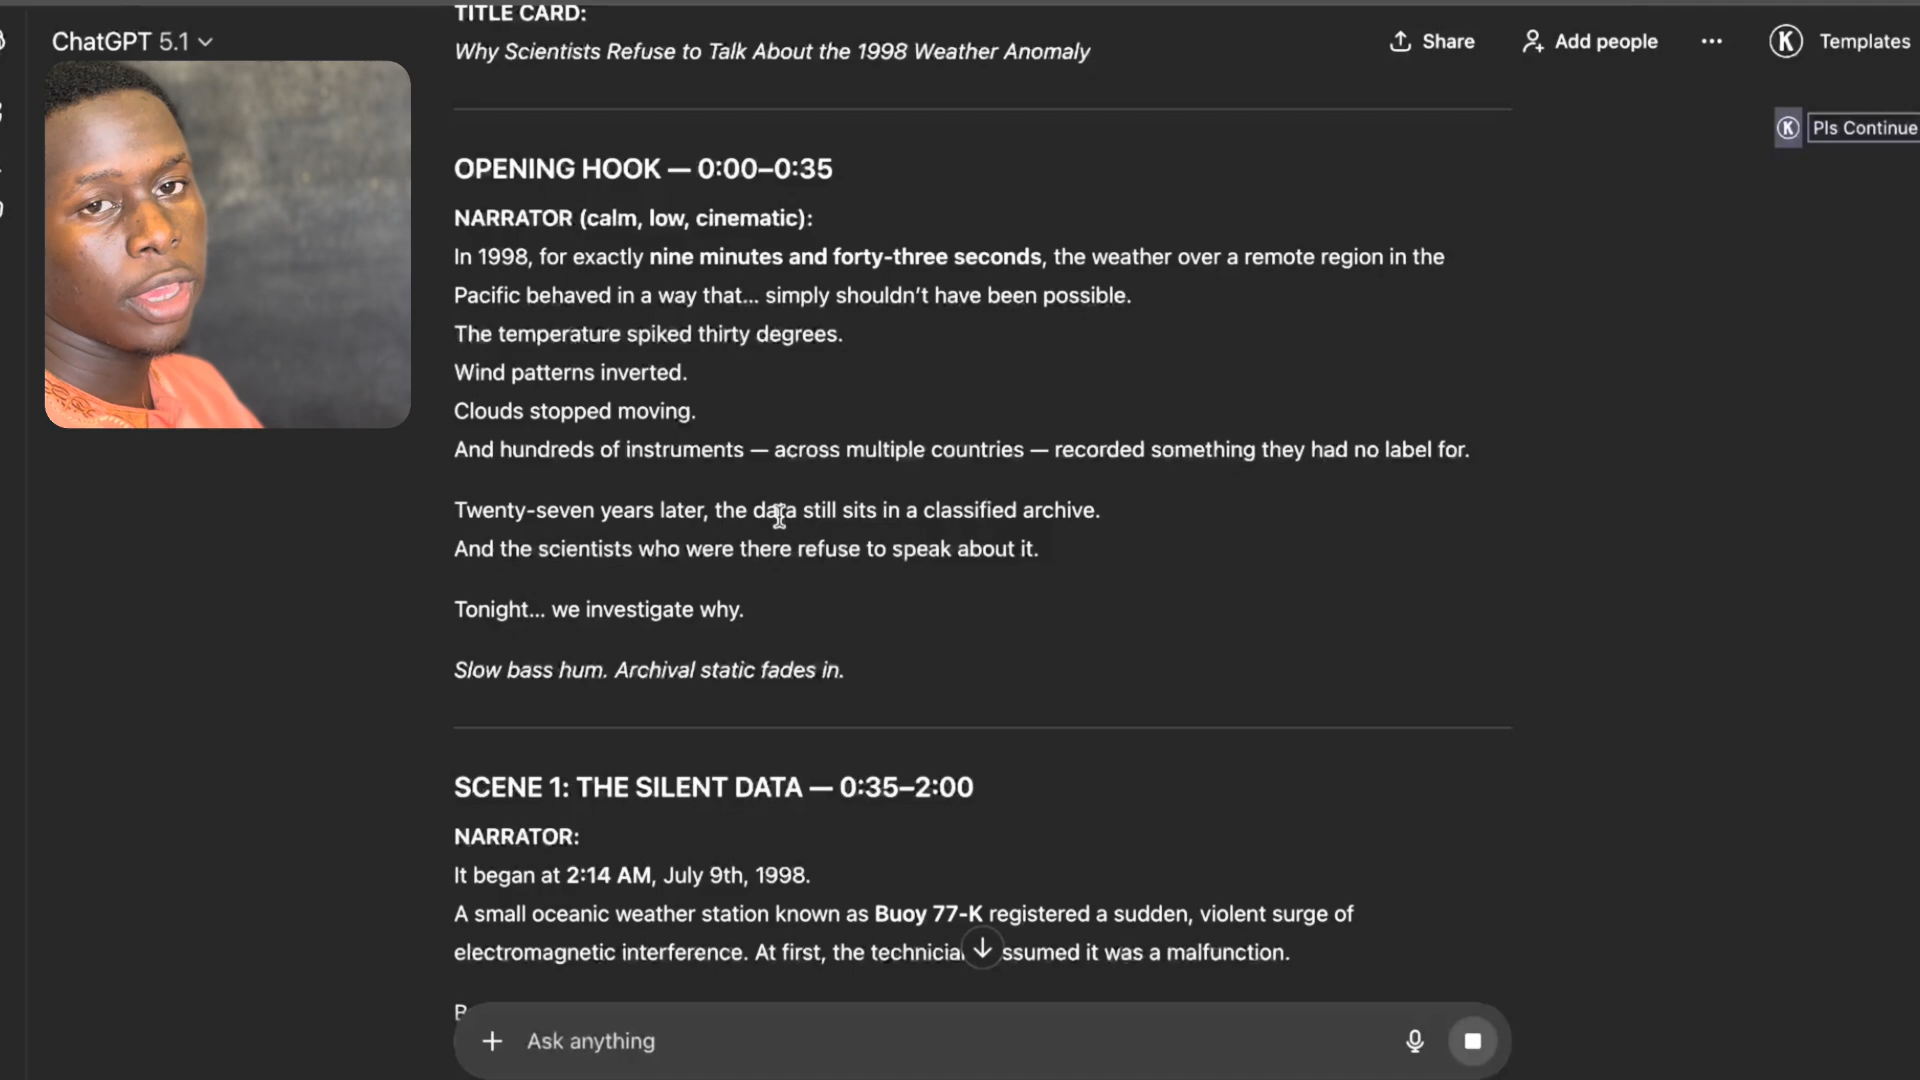 TITLE CARD:
ChatGPT 5.1
Why Scientists Refuse to Talk About the 1998 Weather Anomaly
Share
Add people
K
Templates
K
Pls Continue
OPENING HOOK — 0:00–0:35
NARRATOR (calm, low, cinematic):
In 1998, for exactly nine minutes and forty-three seconds, the weather over a remote region in the
Pacific behaved in a way that... simply shouldn't have been possible.
The temperature spiked thirty degrees.
Wind patterns inverted.
Clouds stopped moving.
And hundreds of instruments — across multiple countries — recorded something they had no label for.
Twenty-seven years later, the data still sits in a classified archive.
And the scientists who were there refuse to speak about it.
Tonight... we investigate why.
Slow bass hum. Archival static fades in.
SCENE 1: THE SILENT DATA — 0:35–2:00
NARRATOR:
It began at 2:14 AM, July 9th, 1998.
A small oceanic weather station known as Buoy 77-K registered a sudden, violent surge of
electromagnetic interference. At first, the technicia ssumed it was a malfunction.
Ask anything